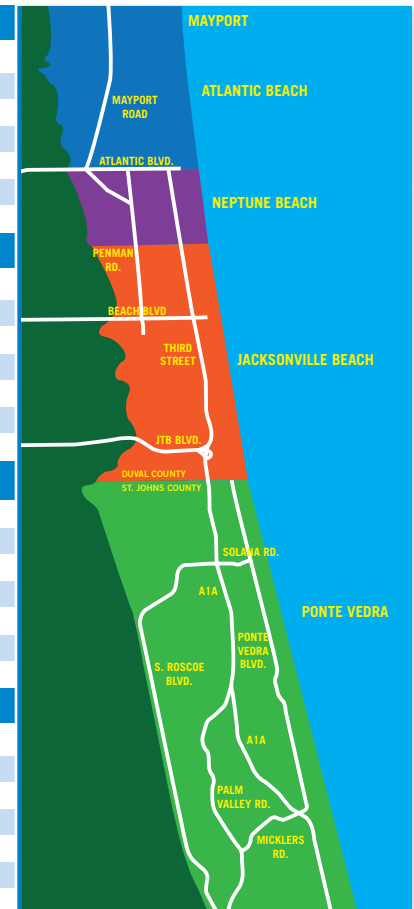 MAYPORT
ATLANTIC BEACH
MAYPORT
ROAD
ATLANTIC BLVD.
NEPTUNE BEACH
PENMAN
RD.
BEACH BLVD
THIRD
STREET
JACKSONVILLE BEACH
JTB BLVD.
DUVAL COUNTY
ST. JOHNS COUNTY
SOLANA RD.
A1A
PONTE VEDRA
PONTE
VEDRA
BLVD.
S. ROSCOE
BLVD.
A1A
PALM
VALLEY RD.
MICKLERS
RD.